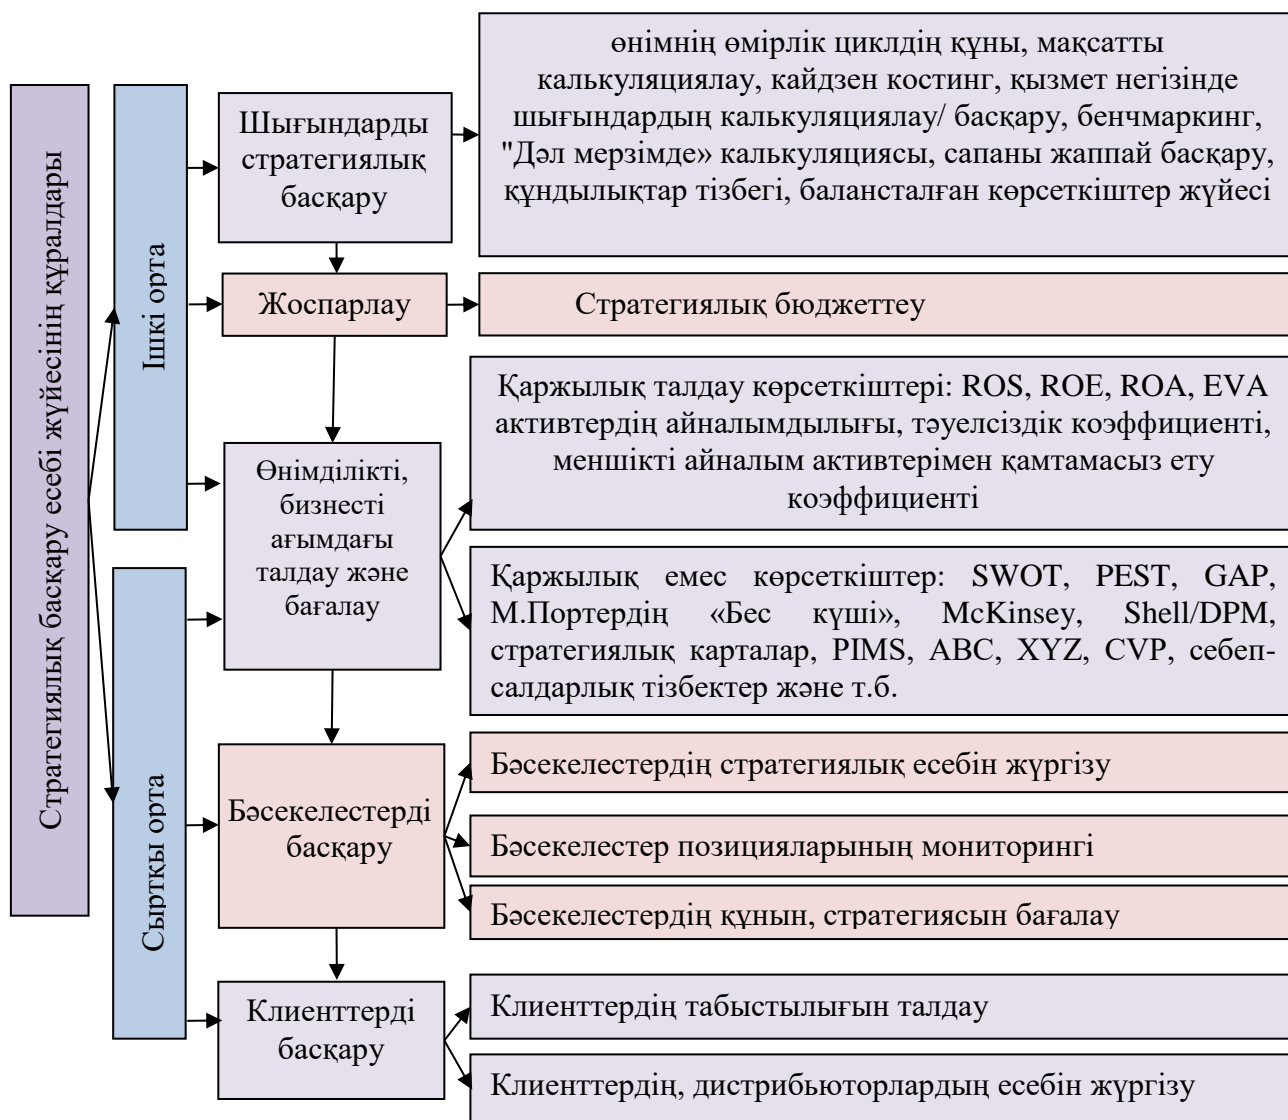 Стратегиялық басқару есебі жүйесінің құралдары
Ішкі орта
Шығындарды
стратегиялық
басқару
өнімнің өмірлік циклдің құны, мақсатты
калькуляциялау, кайдзен костинг, қызмет негізінде
шығындардың калькуляциялау/ басқару, бенчмаркинг,
"Дәл мерзімде» калькуляциясы, сапаны жаппай басқару,
құндылықтар тізбегі, балансталған көрсеткіштер жүйесі
Жоспарлау
Стратегиялық бюджеттеу
Өнімділікті,
бизнесті
ағымдағы
талдау және
бағалау
Қаржылық талдау көрсеткіштері: ROS, ROE, ROA, EVA
активтердің айналымдылығы, тәуелсіздік коэффициенті,
меншікті айналым активтерімен қамтамасыз ету
коэффициенті
Қаржылық емес көрсеткіштер: SWOT, PEST, GAP,
М.Портердің «Бес күші», McKinsey, Shell/DPM,
стратегиялық карталар, PIMS, ABC, XYZ, CVP, себеп-
салдарлық тізбектер және т.б.
Сыртқы орта
Бәсекелестерді
басқару
Бәсекелестердің стратегиялық есебін жүргізу
Бәсекелестер позицияларының мониторингі
Бәсекелестердің құнын, стратегиясын бағалау
Клиенттерді
басқару
Клиенттердің табыстылығын талдау
Клиенттердің, дистрибьюторлардың есебін жүргізу